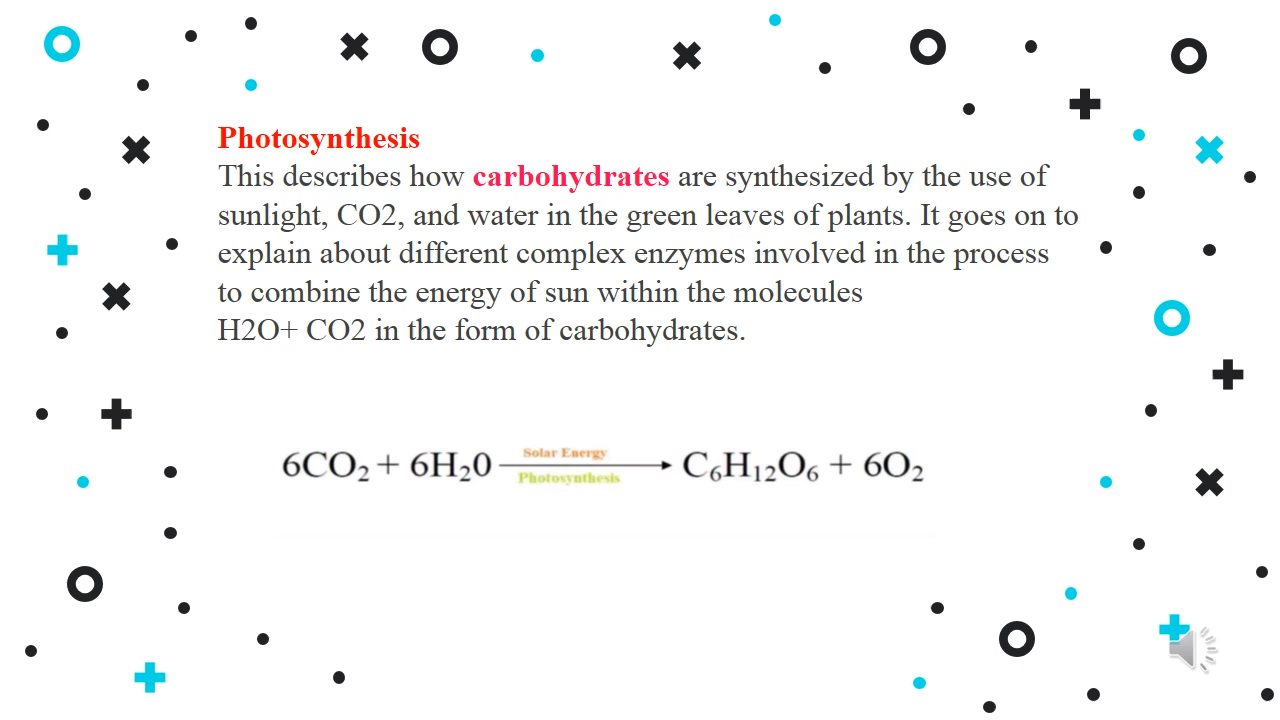 Photosynthesis
This describes how carbohydrates are synthesized by the use of
sunlight, CO2, and water in the green leaves of plants. It goes on to
explain about different complex enzymes involved in the process
to combine the energy of sun within the molecules
H2O+ CO2 in the form of carbohydrates.
Solar Energy
6CO₂ + 6H₂0 → C₆H₁₂O₆ + 6O₂
Photosynthesis